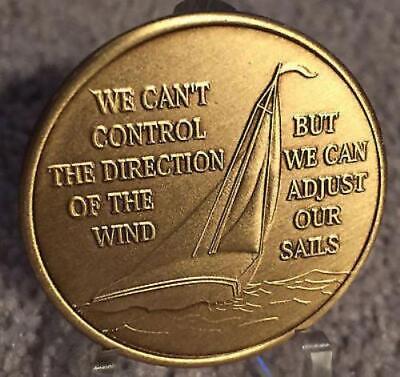 WE CAN'T
CONTROL
THE DIRECTION
OF THE
WIND
BUT
WE CAN
ADJUST
OUR
SAILS